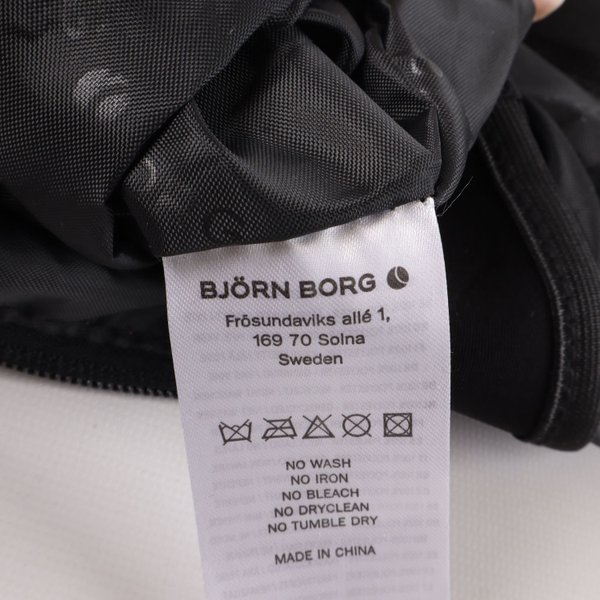 BJÖRN BORG
Frösundaviks allé 1,
169 70 Solna
Sweden
NO WASH
NO IRON
NO BLEACH
NO DRYCLEAN
NO TUMBLE DRY
MADE IN CHINA